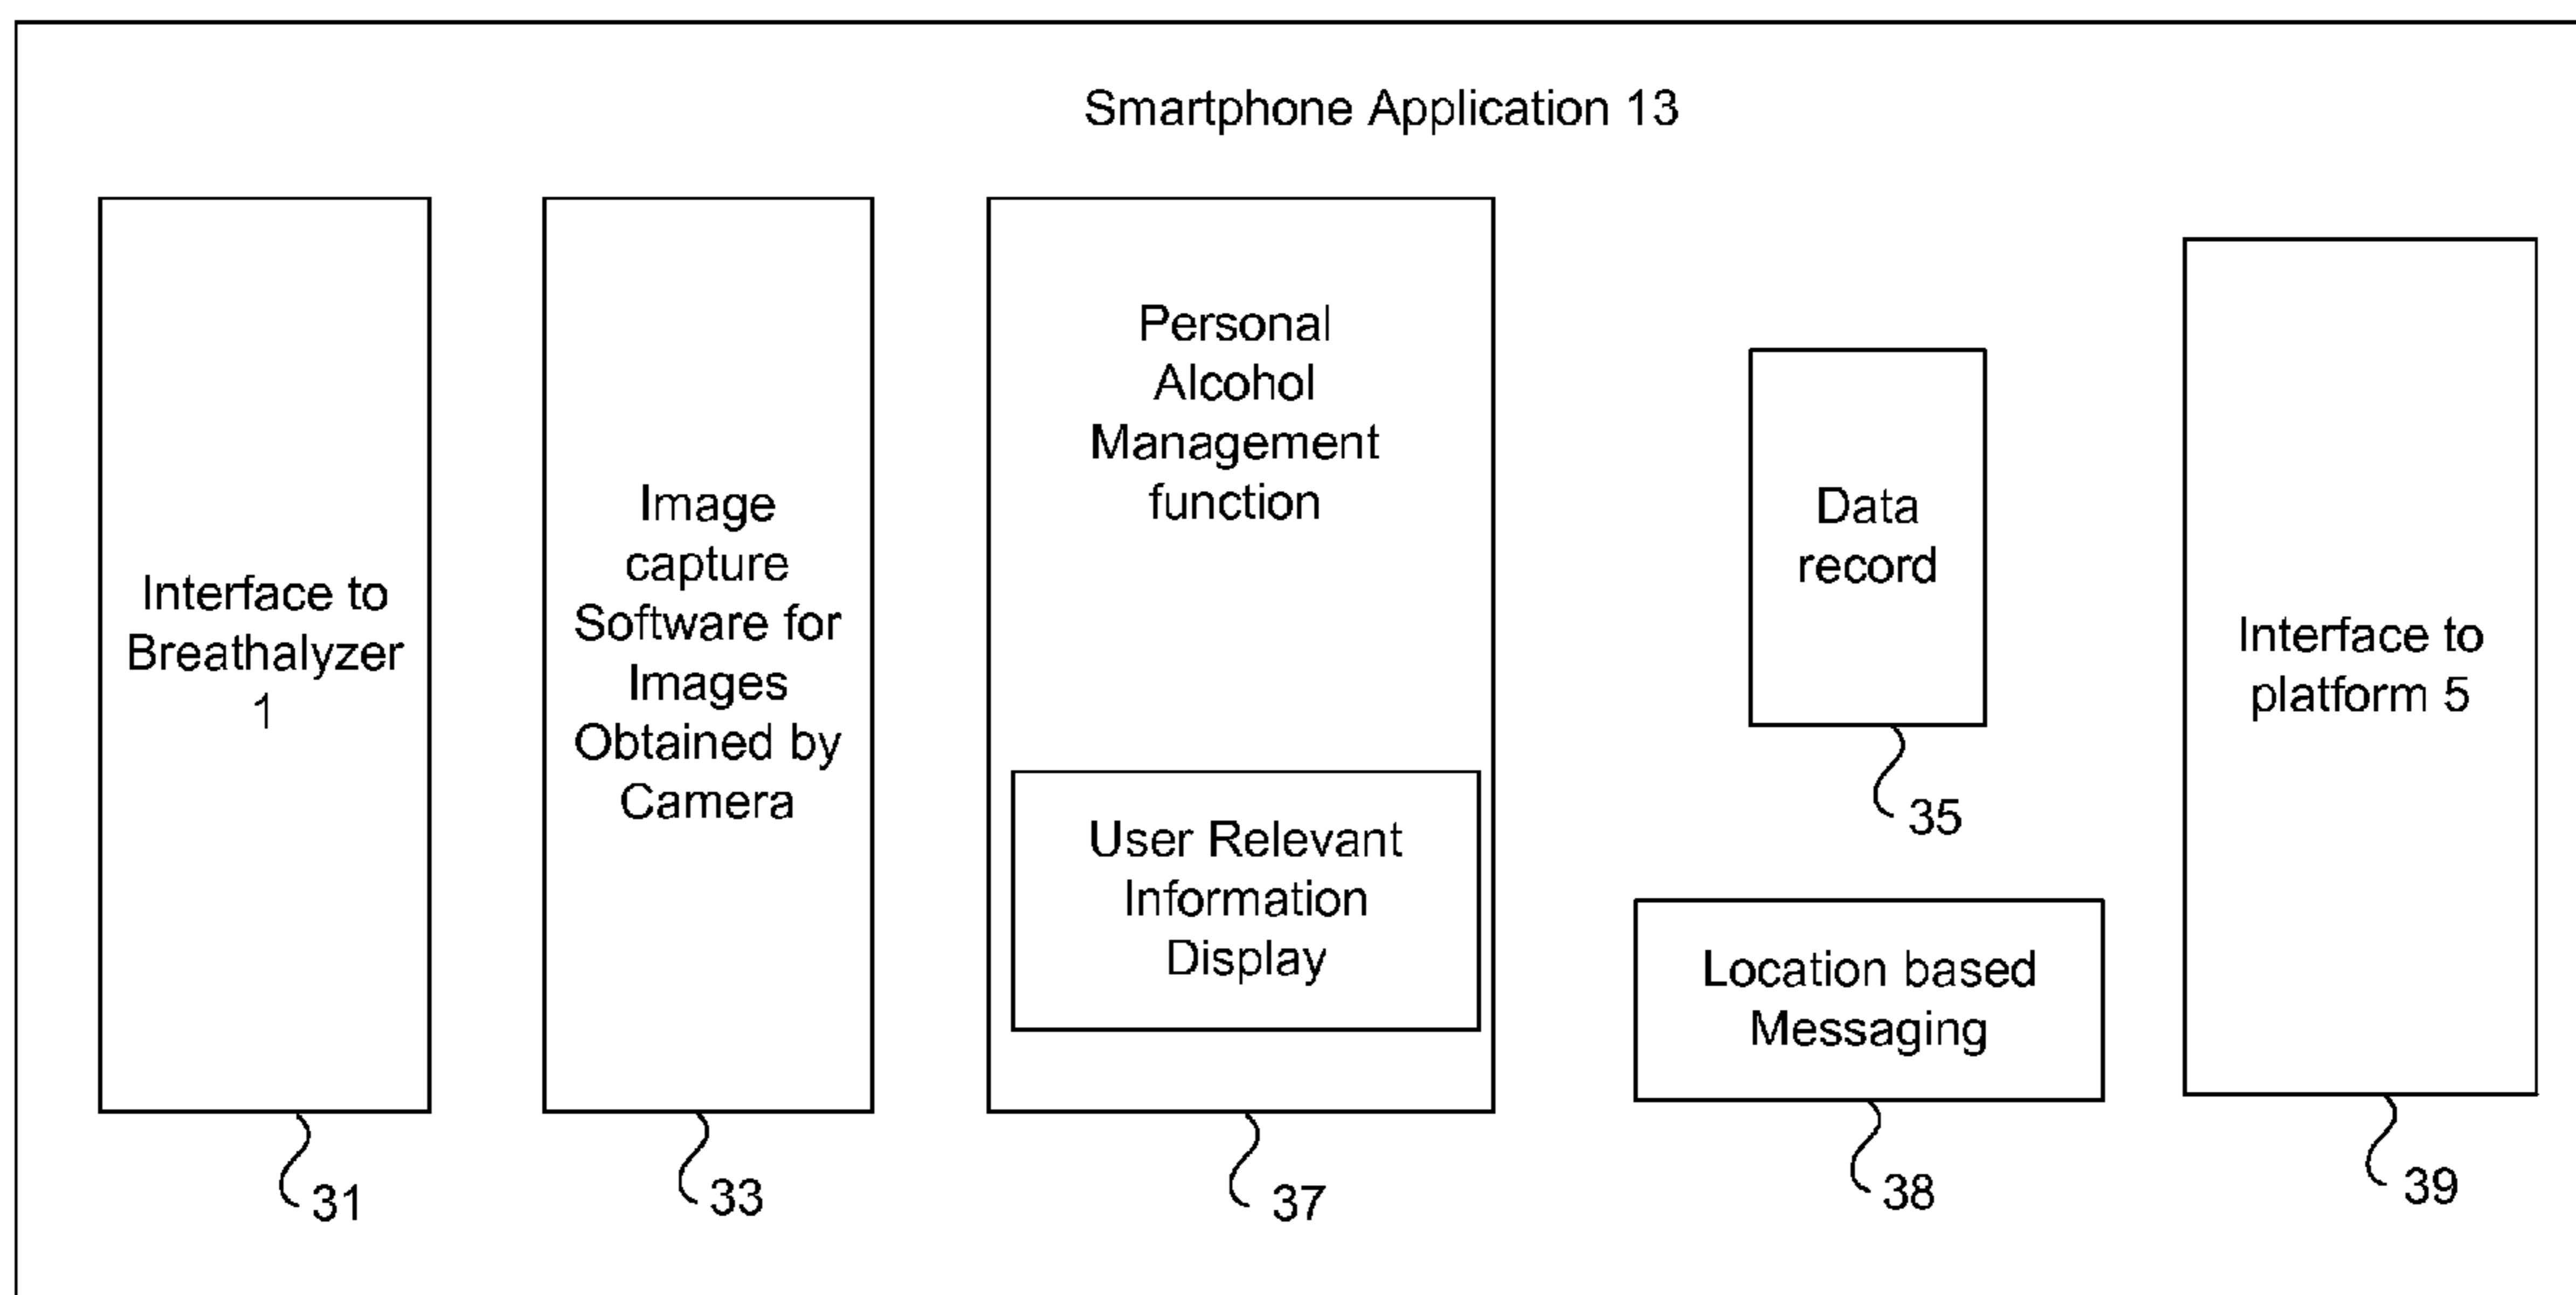 Smartphone Application 13
Interface to
Breathalyzer
1
31
Image
capture
Software for
Images
Obtained by
Camera
33
Personal
Alcohol
Management
function
User Relevant
Information
Display
37
Data
record
35
Location based
Messaging
38
Interface to
platform 5
39